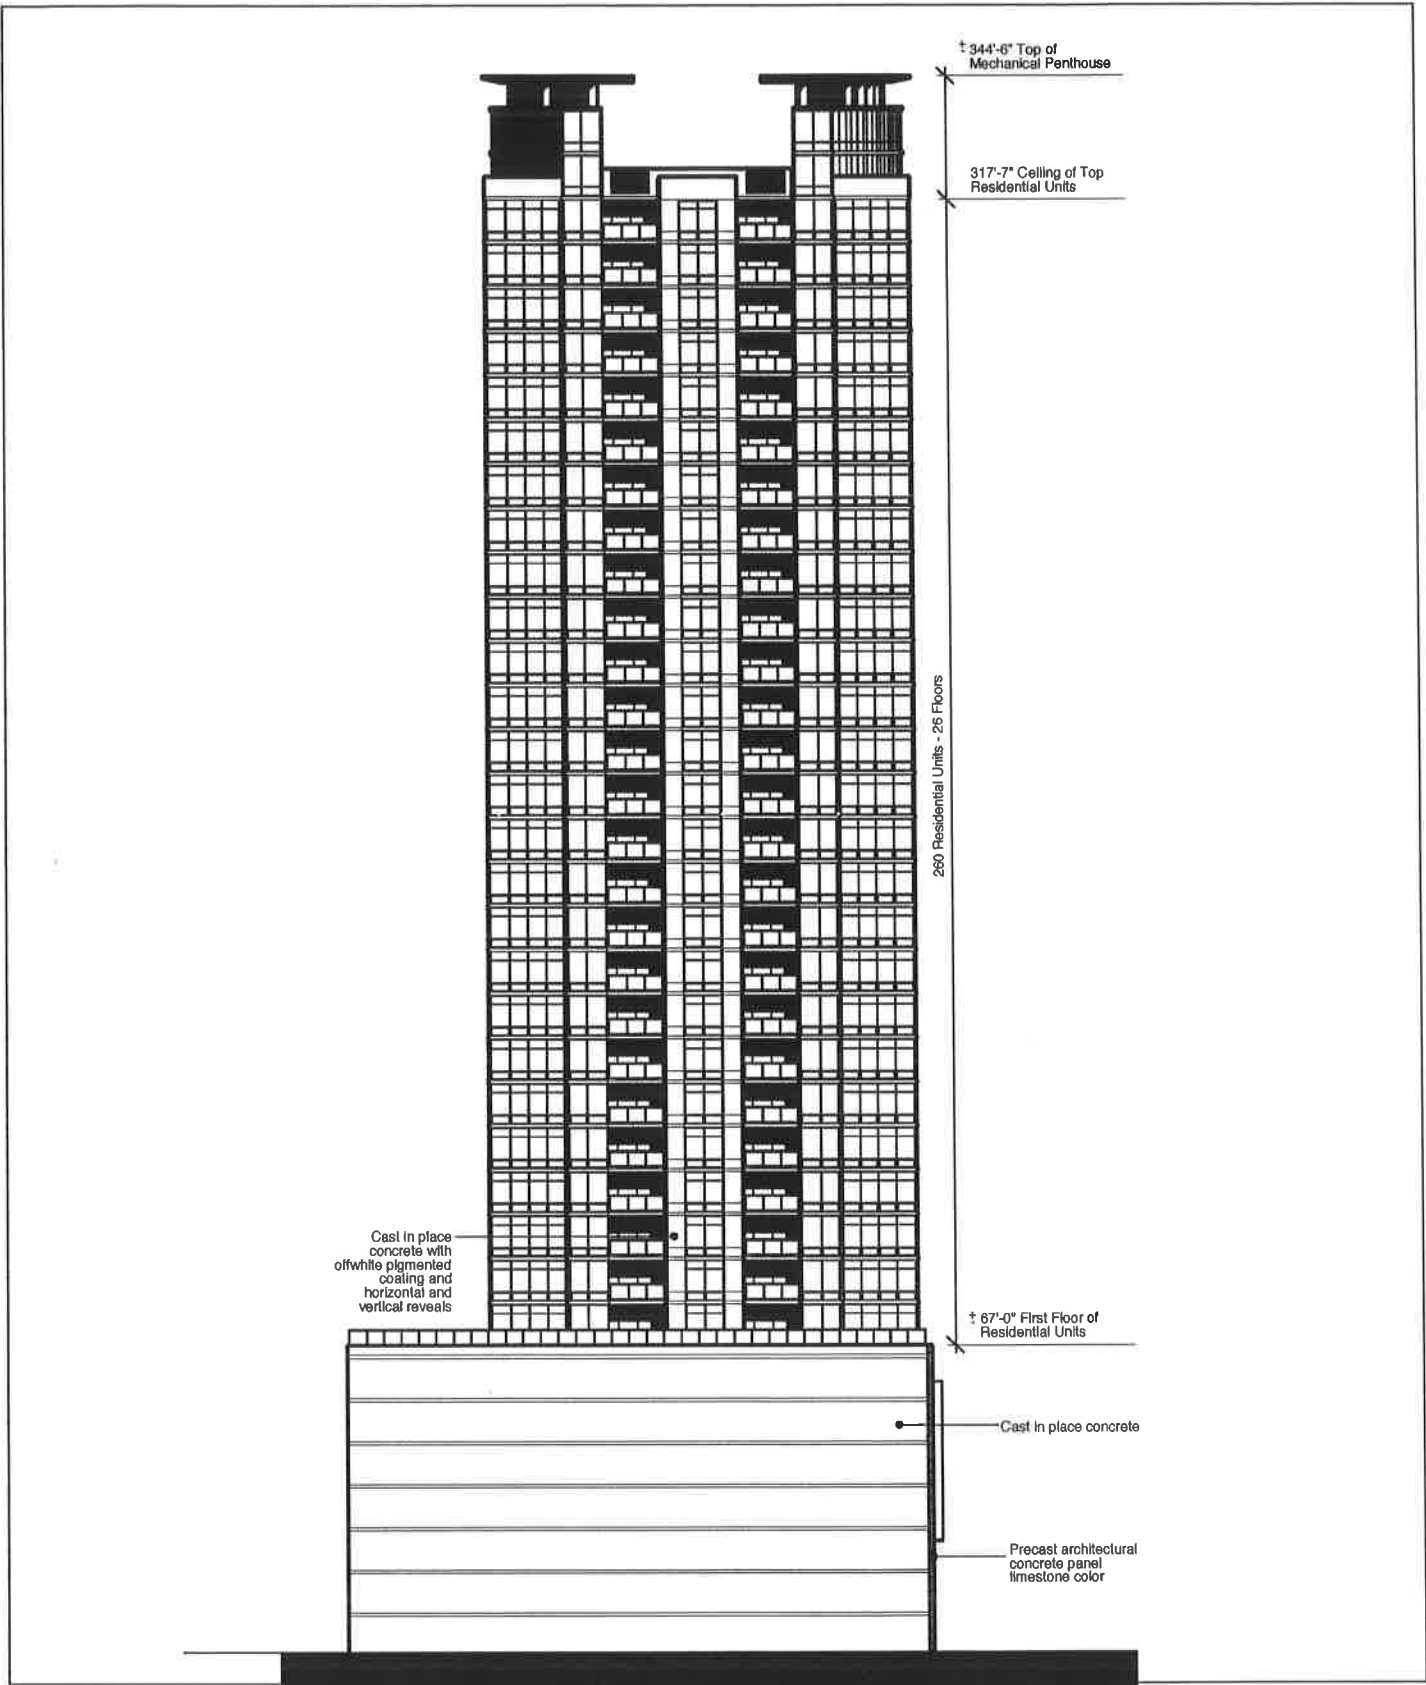 ± 344'-6" Top of
Mechanical Penthouse
317'-7" Ceiling of Top
Residential Units
260 Residential Units - 26 Floors
Cast in place
concrete with
offwhite pigmented
coating and
horizontal and
vertical reveals
± 67'-0" First Floor of
Residential Units
Cast in place concrete
Precast architectural
concrete panel
limestone color